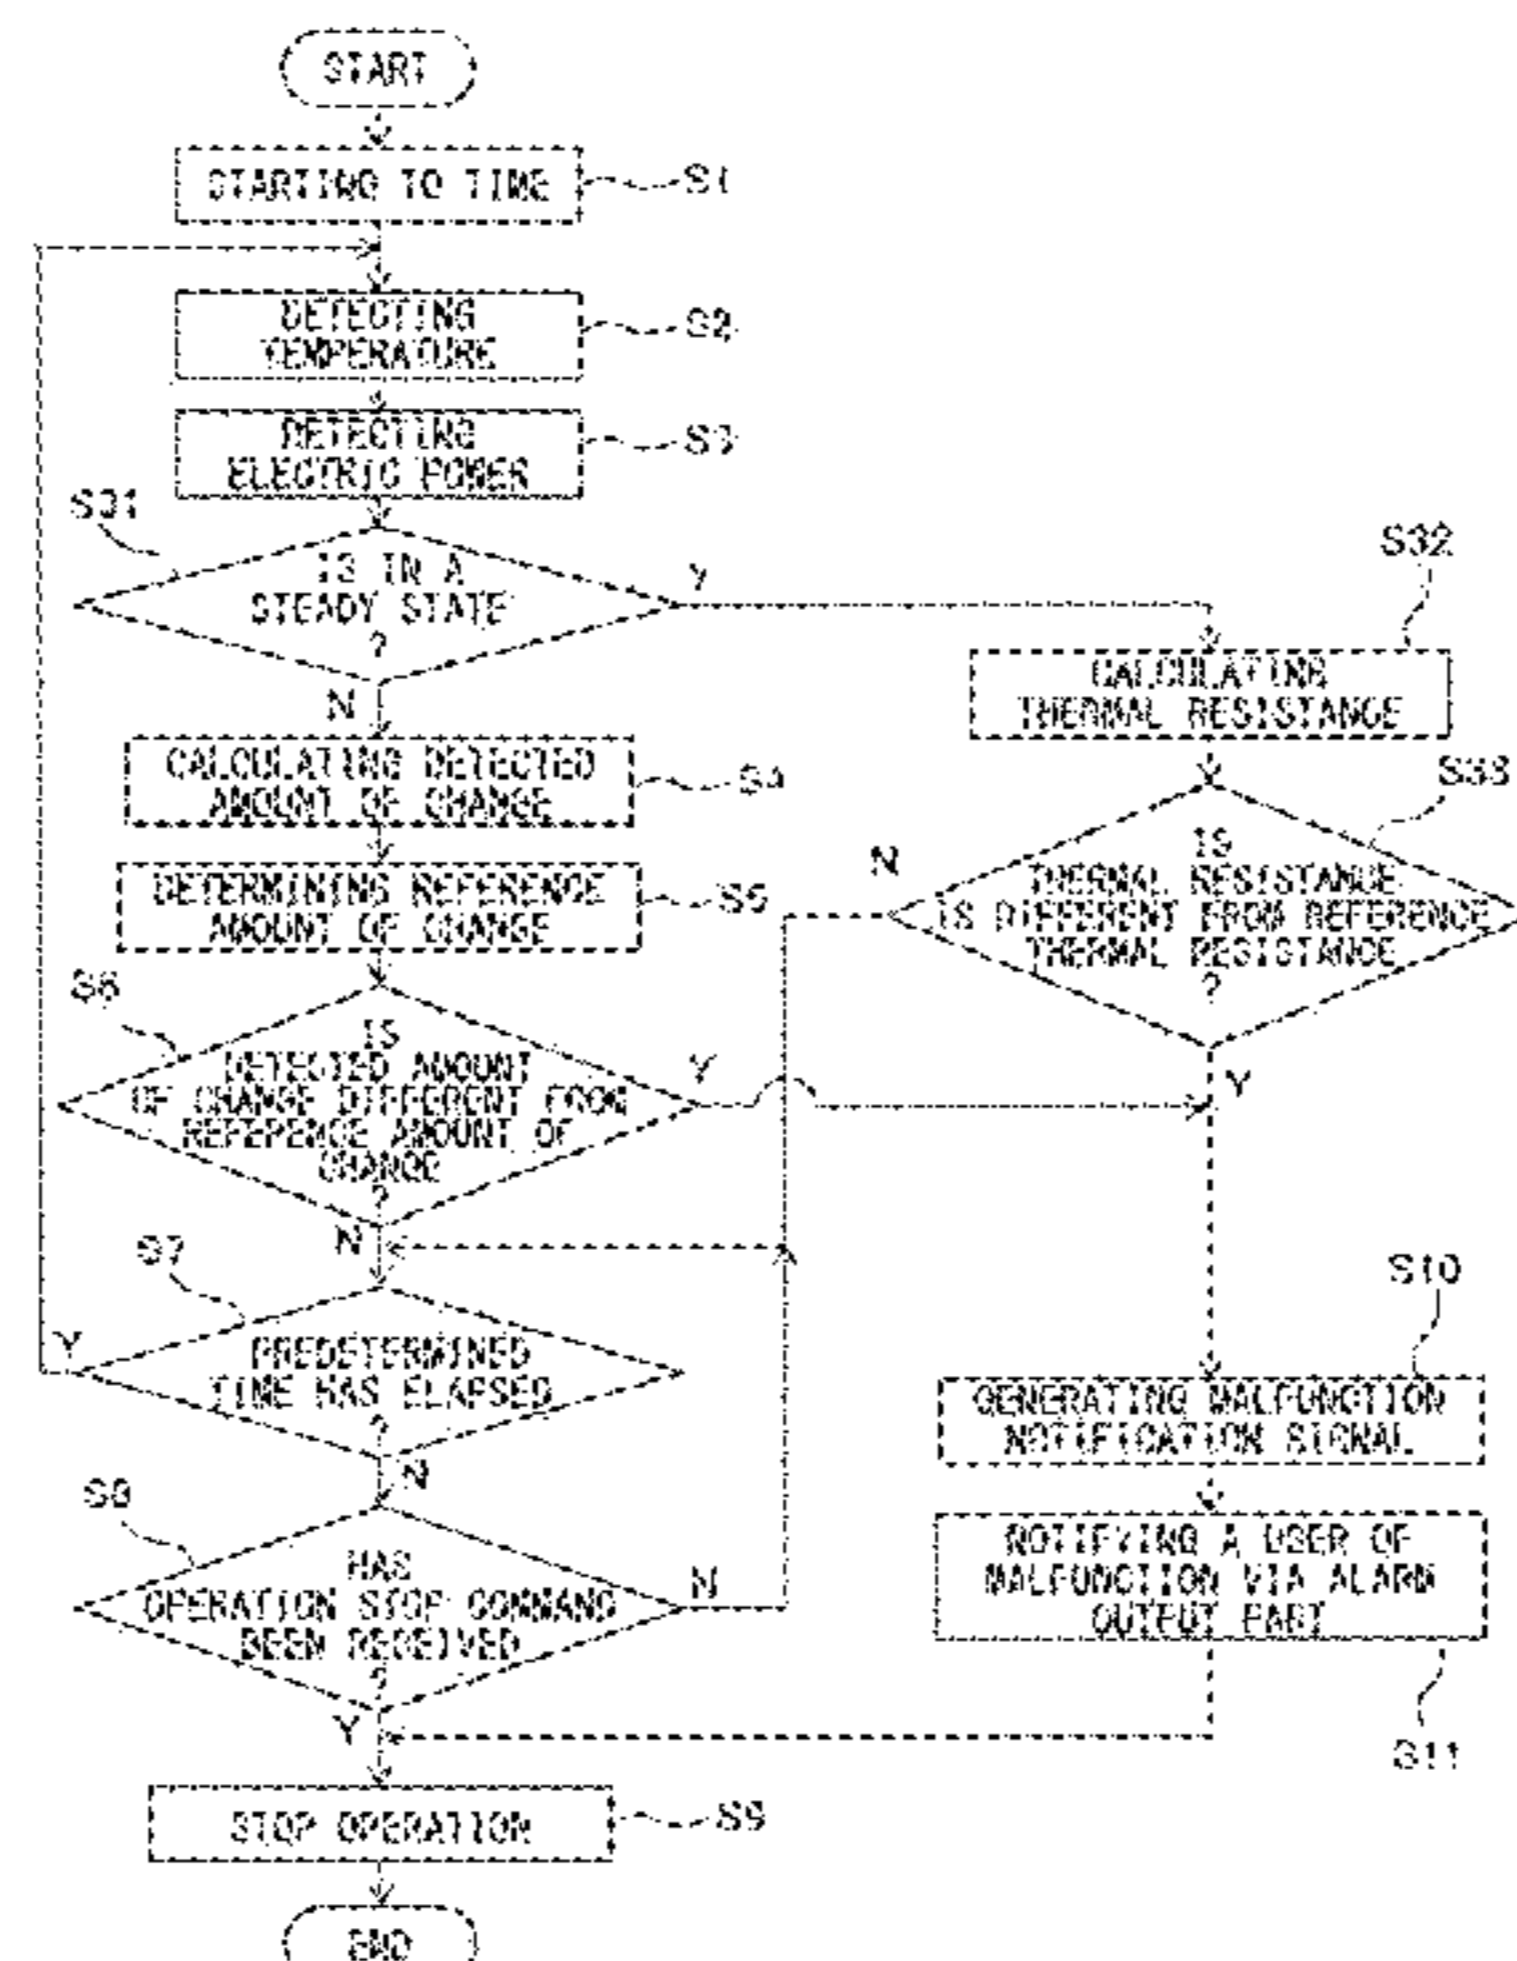 START
STARTING TO TIME
S1
DETECTING
TEMPERATURE
S2
DETECTING
ELECTRIC POWER
S3
S31
IS IN A
STEADY STATE
?
Y
N
S32
CALCULATING
THERMAL RESISTANCE
CALCULATING DETECTED
AMOUNT OF CHANGE
S4
S33
IS
THERMAL RESISTANCE
IS DIFFERENT FROM REFERENCE
THERMAL RESISTANCE
?
N
Y
DETERMINING REFERENCE
AMOUNT OF CHANGE
S5
S6
IS
DETECTED AMOUNT
OF CHANGE DIFFERENT FROM
REFERENCE AMOUNT OF
CHANGE
?
Y
N
S7
PREDETERMINED
TIME HAS ELAPSED
?
Y
N
S10
GENERATING MALFUNCTION
NOTIFICATION SIGNAL
S8
HAS
OPERATION STOP COMMAND
BEEN RECEIVED
?
N
Y
NOTIFYING A USER OF
MALFUNCTION VIA ALARM
OUTPUT PART
S11
STOP OPERATION
S9
END